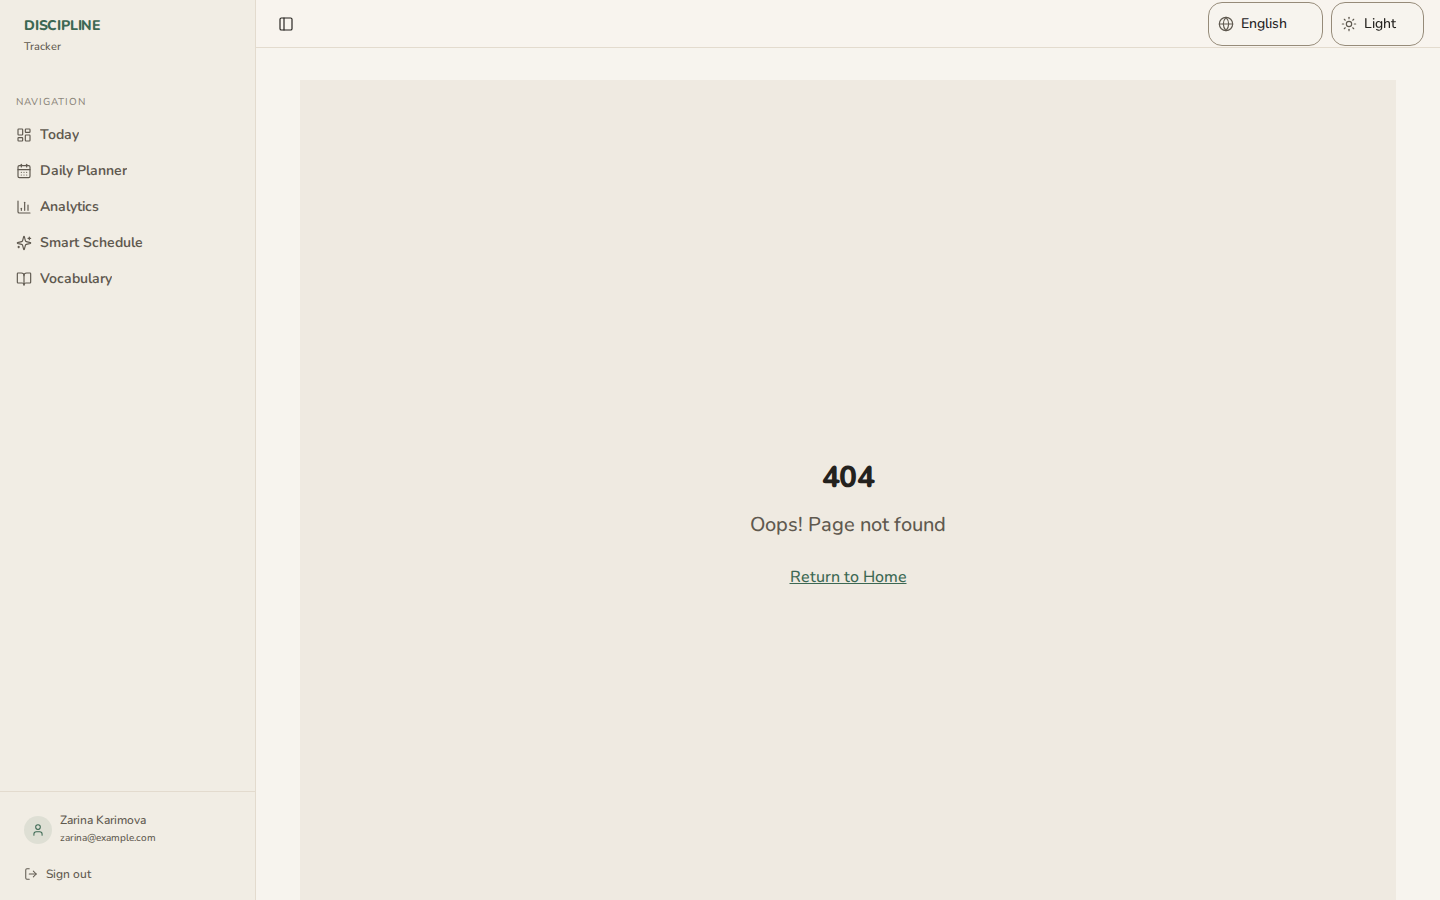 DISCIPLINE
Tracker
NAVIGATION
Today
Daily Planner
Analytics
Smart Schedule
Vocabulary
Zarina Karimova
zarina@example.com
Sign out
English
Light
404
Oops! Page not found
Return to Home